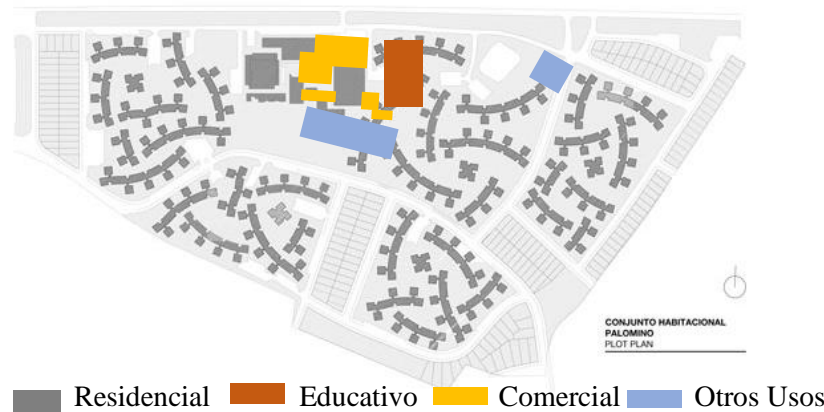 CONJUNTO HABITACIONAL
PALOMINO
PLOT PLAN
Residencial Educativo Comercial Otros Usos